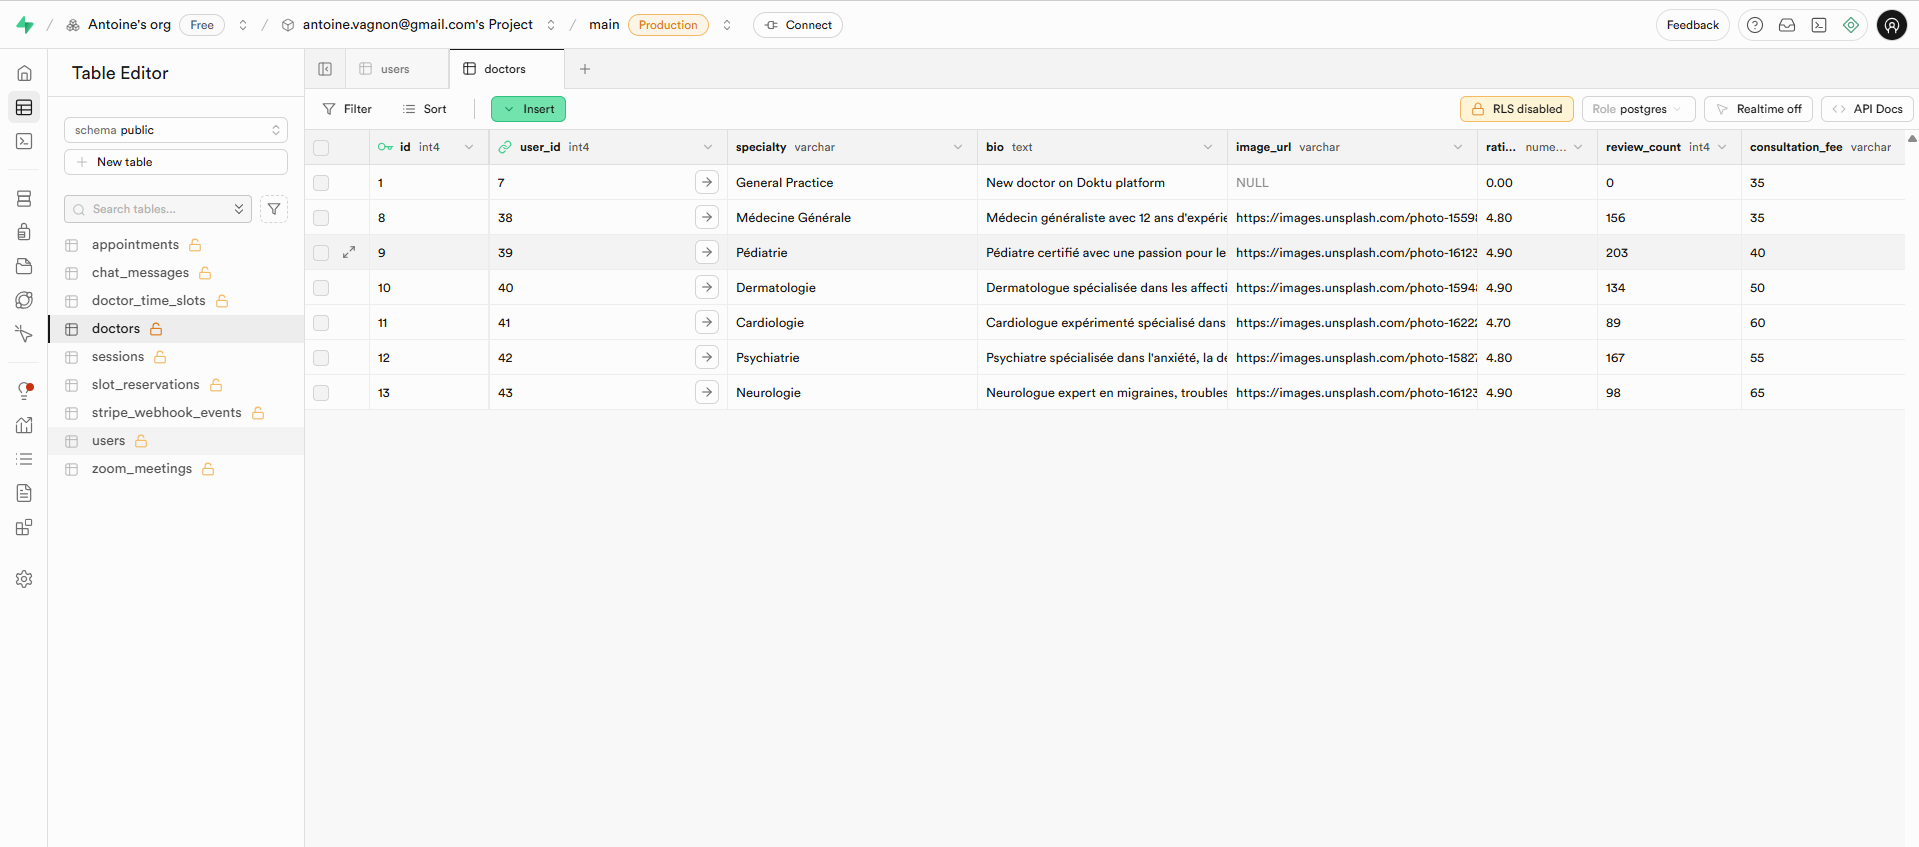 Antoine's org Free antoine.vagnon@gmail.com's Project main Production Connect Feedback
Table Editor
users doctors
Filter Sort Insert RLS disabled Role postgres Realtime off API Docs
schema public
New table
Search tables...
appointments
chat_messages
doctor_time_slots
doctors
sessions
slot_reservations
stripe_webhook_events
users
zoom_meetings
id int4 user_id int4 specialty varchar bio text image_url varchar rati... nume... review_count int4 consultation_fee varchar
1 7 General Practice New doctor on Doktu platform NULL 0.00 0 35
8 38 Médecine Générale Médecin généraliste avec 12 ans d'expérie https://images.unsplash.com/photo-1559 4.80 156 35
9 39 Pédiatrie Pédiatre certifié avec une passion pour le https://images.unsplash.com/photo-16123 4.90 203 40
10 40 Dermatologie Dermatologue spécialisée dans les affecti https://images.unsplash.com/photo-1594 4.90 134 50
11 41 Cardiologie Cardiologue expérimenté spécialisé dans https://images.unsplash.com/photo-16222 4.70 89 60
12 42 Psychiatrie Psychiatre spécialisée dans l'anxiété, la de https://images.unsplash.com/photo-15827 4.80 167 55
13 43 Neurologie Neurologue expert en migraines, troubles https://images.unsplash.com/photo-16123 4.90 98 65